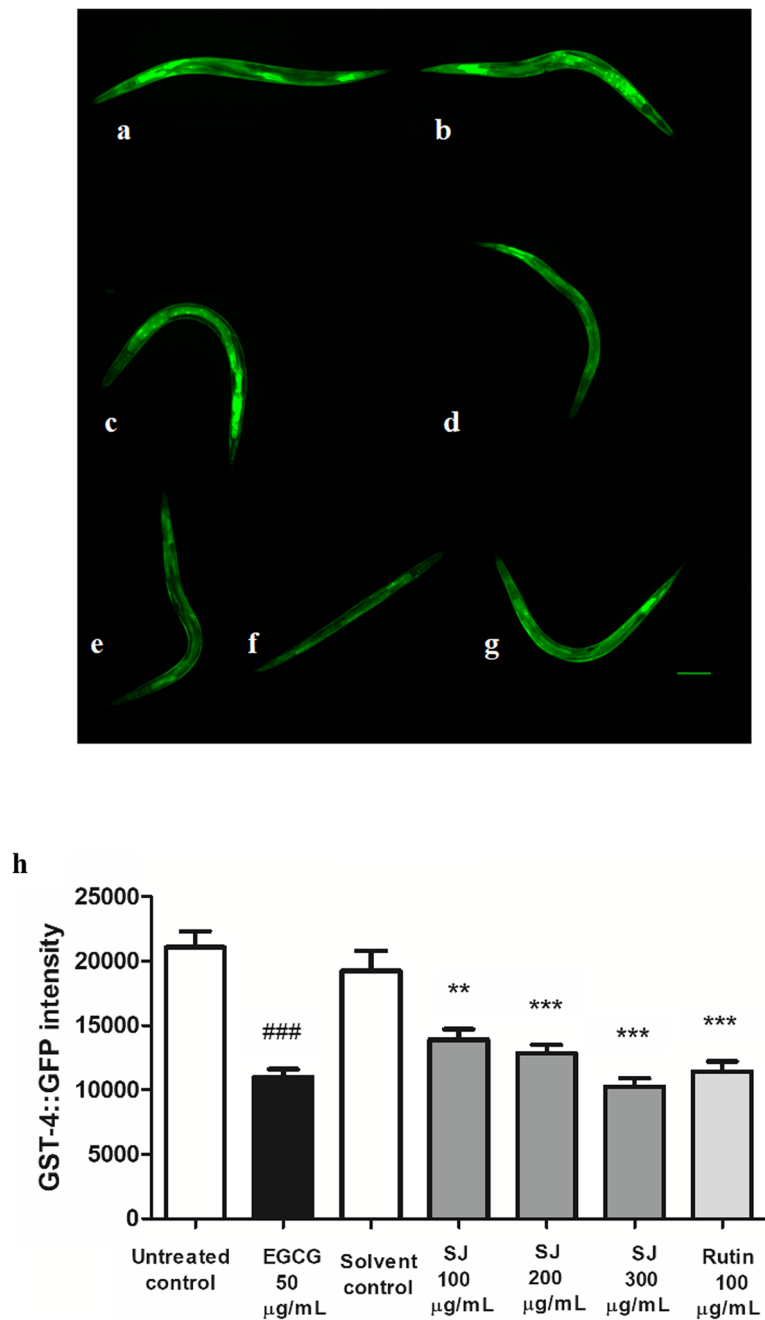 a
b
c
d
e
f
g
h
GST-4::GFP intensity
25000
20000
15000
10000
5000
0
###
**
***
***
***
Untreated control
EGCG 50 μg/mL
Solvent control
SJ 100 μg/mL
SJ 200 μg/mL
SJ 300 μg/mL
Rutin 100 μg/mL